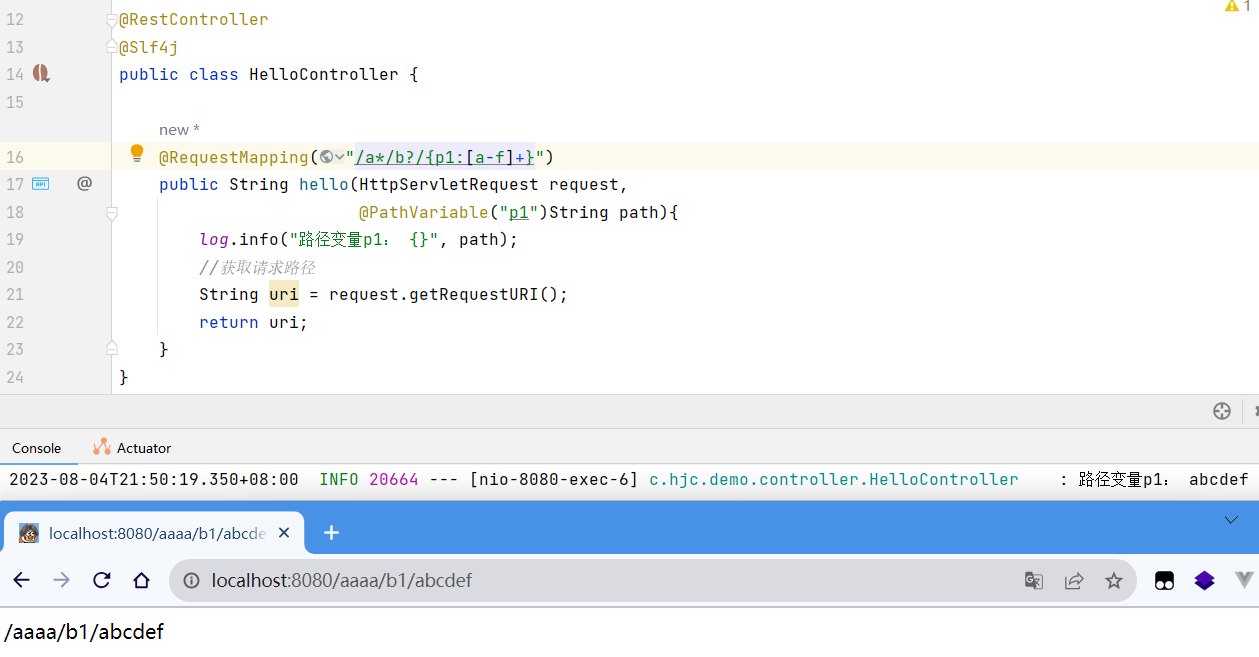 1
12 @RestController
13 @Slf4j
14 public class HelloController {
15
new *
16 @RequestMapping("/a*/b?/{p1:[a-f]+}")
17 API @ public String hello(HttpServletRequest request,
18 @PathVariable("p1")String path){
19 log.info("路径变量p1： {}", path);
20 //获取请求路径
21 String uri = request.getRequestURI();
22 return uri;
23 }
24 }
Console Actuator
2023-08-04T21:50:19.350+08:00 INFO 20664 --- [nio-8080-exec-6] c.hjc.demo.controller.HelloController : 路径变量p1： abcdef
localhost:8080/aaaa/b1/abcde
localhost:8080/aaaa/b1/abcdef
/aaaa/b1/abcdef